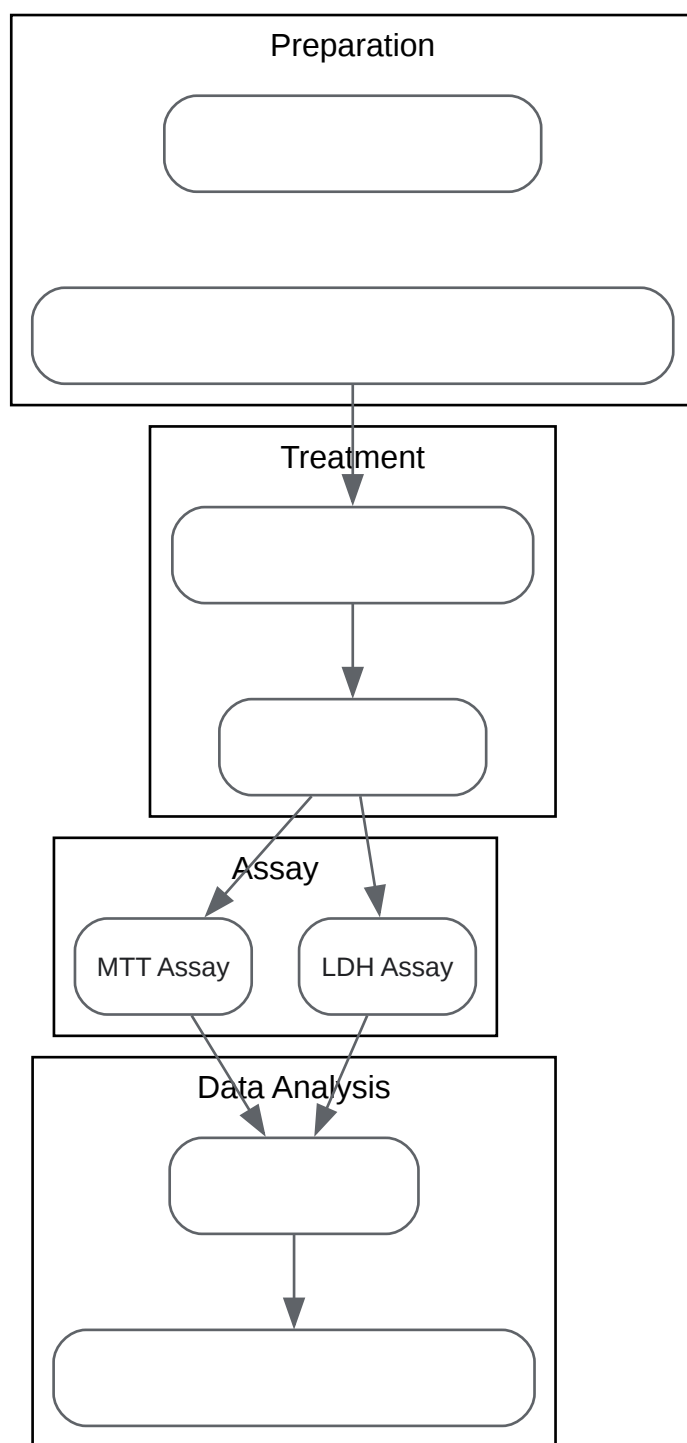 Preparation
Treatment
Assay
MTT Assay
LDH Assay
Data Analysis